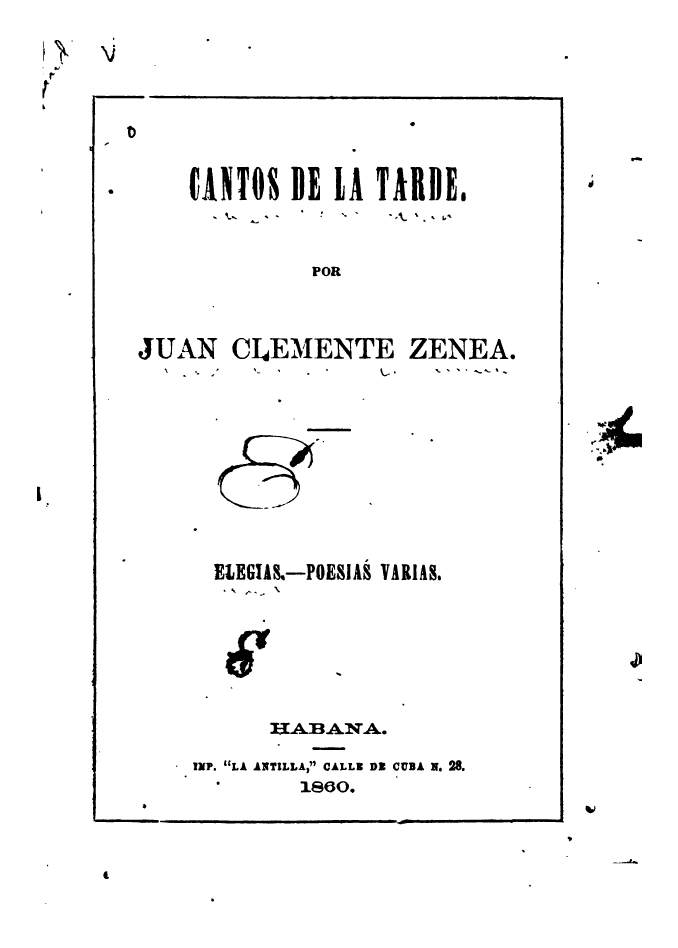 CANTOS DE LA TARDE.
POR
JUAN CLEMENTE ZENEA.
ELEGIAS.—POESIAS VARIAS.
HABANA.
IMP. "LA ANTILLA," CALLE DE CUBA N. 28.
1860.